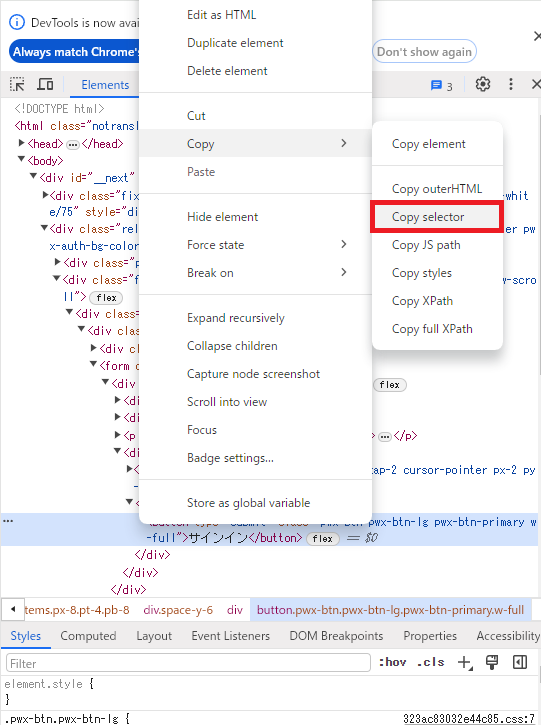 DevTools is now avai
Always match Chrome's
Don't show again
Elements
3
Edit as HTML
Duplicate element
Delete element
Cut
Copy
Paste
Hide element
Force state
Break on
Expand recursively
Collapse children
Capture node screenshot
Scroll into view
Focus
Badge settings...
Store as global variable
Copy element
Copy outerHTML
Copy selector
Copy JS path
Copy styles
Copy XPath
Copy full XPath
<!DOCTYPE html>
<html class="notransl
<head> … </head>
<body>
<div id="__next"
<div class="fix
-whi
te/75" style="di
<div class="rel
er pw
x-auth-bg-color
<div class="p
<div class="f
w-scro
ll"> flex
<div class=
<div clas
<div c
<form c
flex
<di
<di
<p
… </p>
<di
<
ap-2 cursor-pointer px-2 py
-
<
pwx-btn-lg pwx-btn-primary w
-full">サインイン</button> flex == $0
</div>
</div>
</div>
tems.px-8.pt-4.pb-8 div.space-y-6 div button.pwx-btn.pwx-btn-lg.pwx-btn-primary.w-full
Styles Computed Layout Event Listeners DOM Breakpoints Properties Accessibility
Filter :hov .cls
element.style {
}
.pwx-btn.pwx-btn-lg { 323ac83032e44c85.css:7